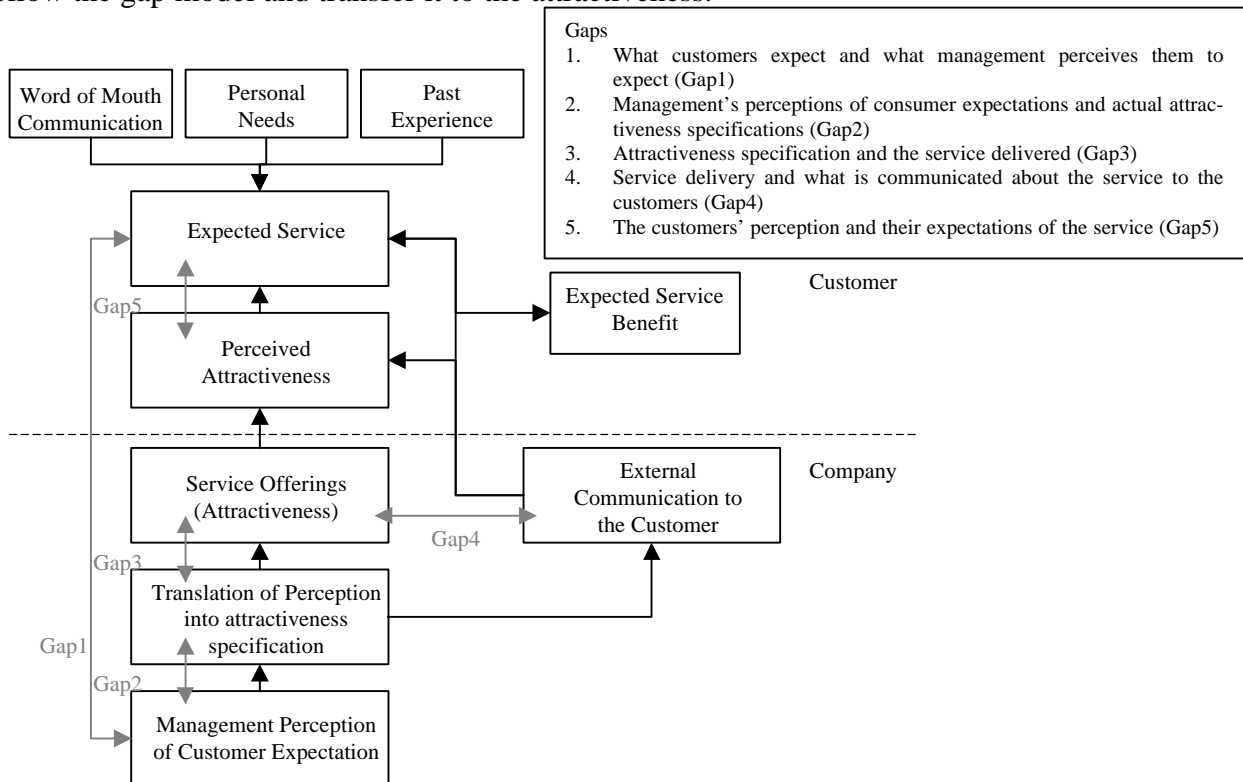 the gap model and transfer it to the attractiveness.
Gaps
1. What customers expect and what management perceives them to
expect (Gap1)
2. Management's perceptions of consumer expectations and actual attrac-
tiveness specifications (Gap2)
3. Attractiveness specification and the service delivered (Gap3)
4. Service delivery and what is communicated about the service to the
customers (Gap4)
5. The customers' perception and their expectations of the service (Gap5)
Word of Mouth
Communication
Personal
Needs
Past
Experience
Expected Service
Customer
Gap5
Expected Service
Benefit
Perceived
Attractiveness
Service Offerings
(Attractiveness)
External
Communication to
the Customer
Company
Gap4
Gap3
Translation of Perception
into attractiveness
specification
Gap1
Gap2
Management Perception
of Customer Expectation